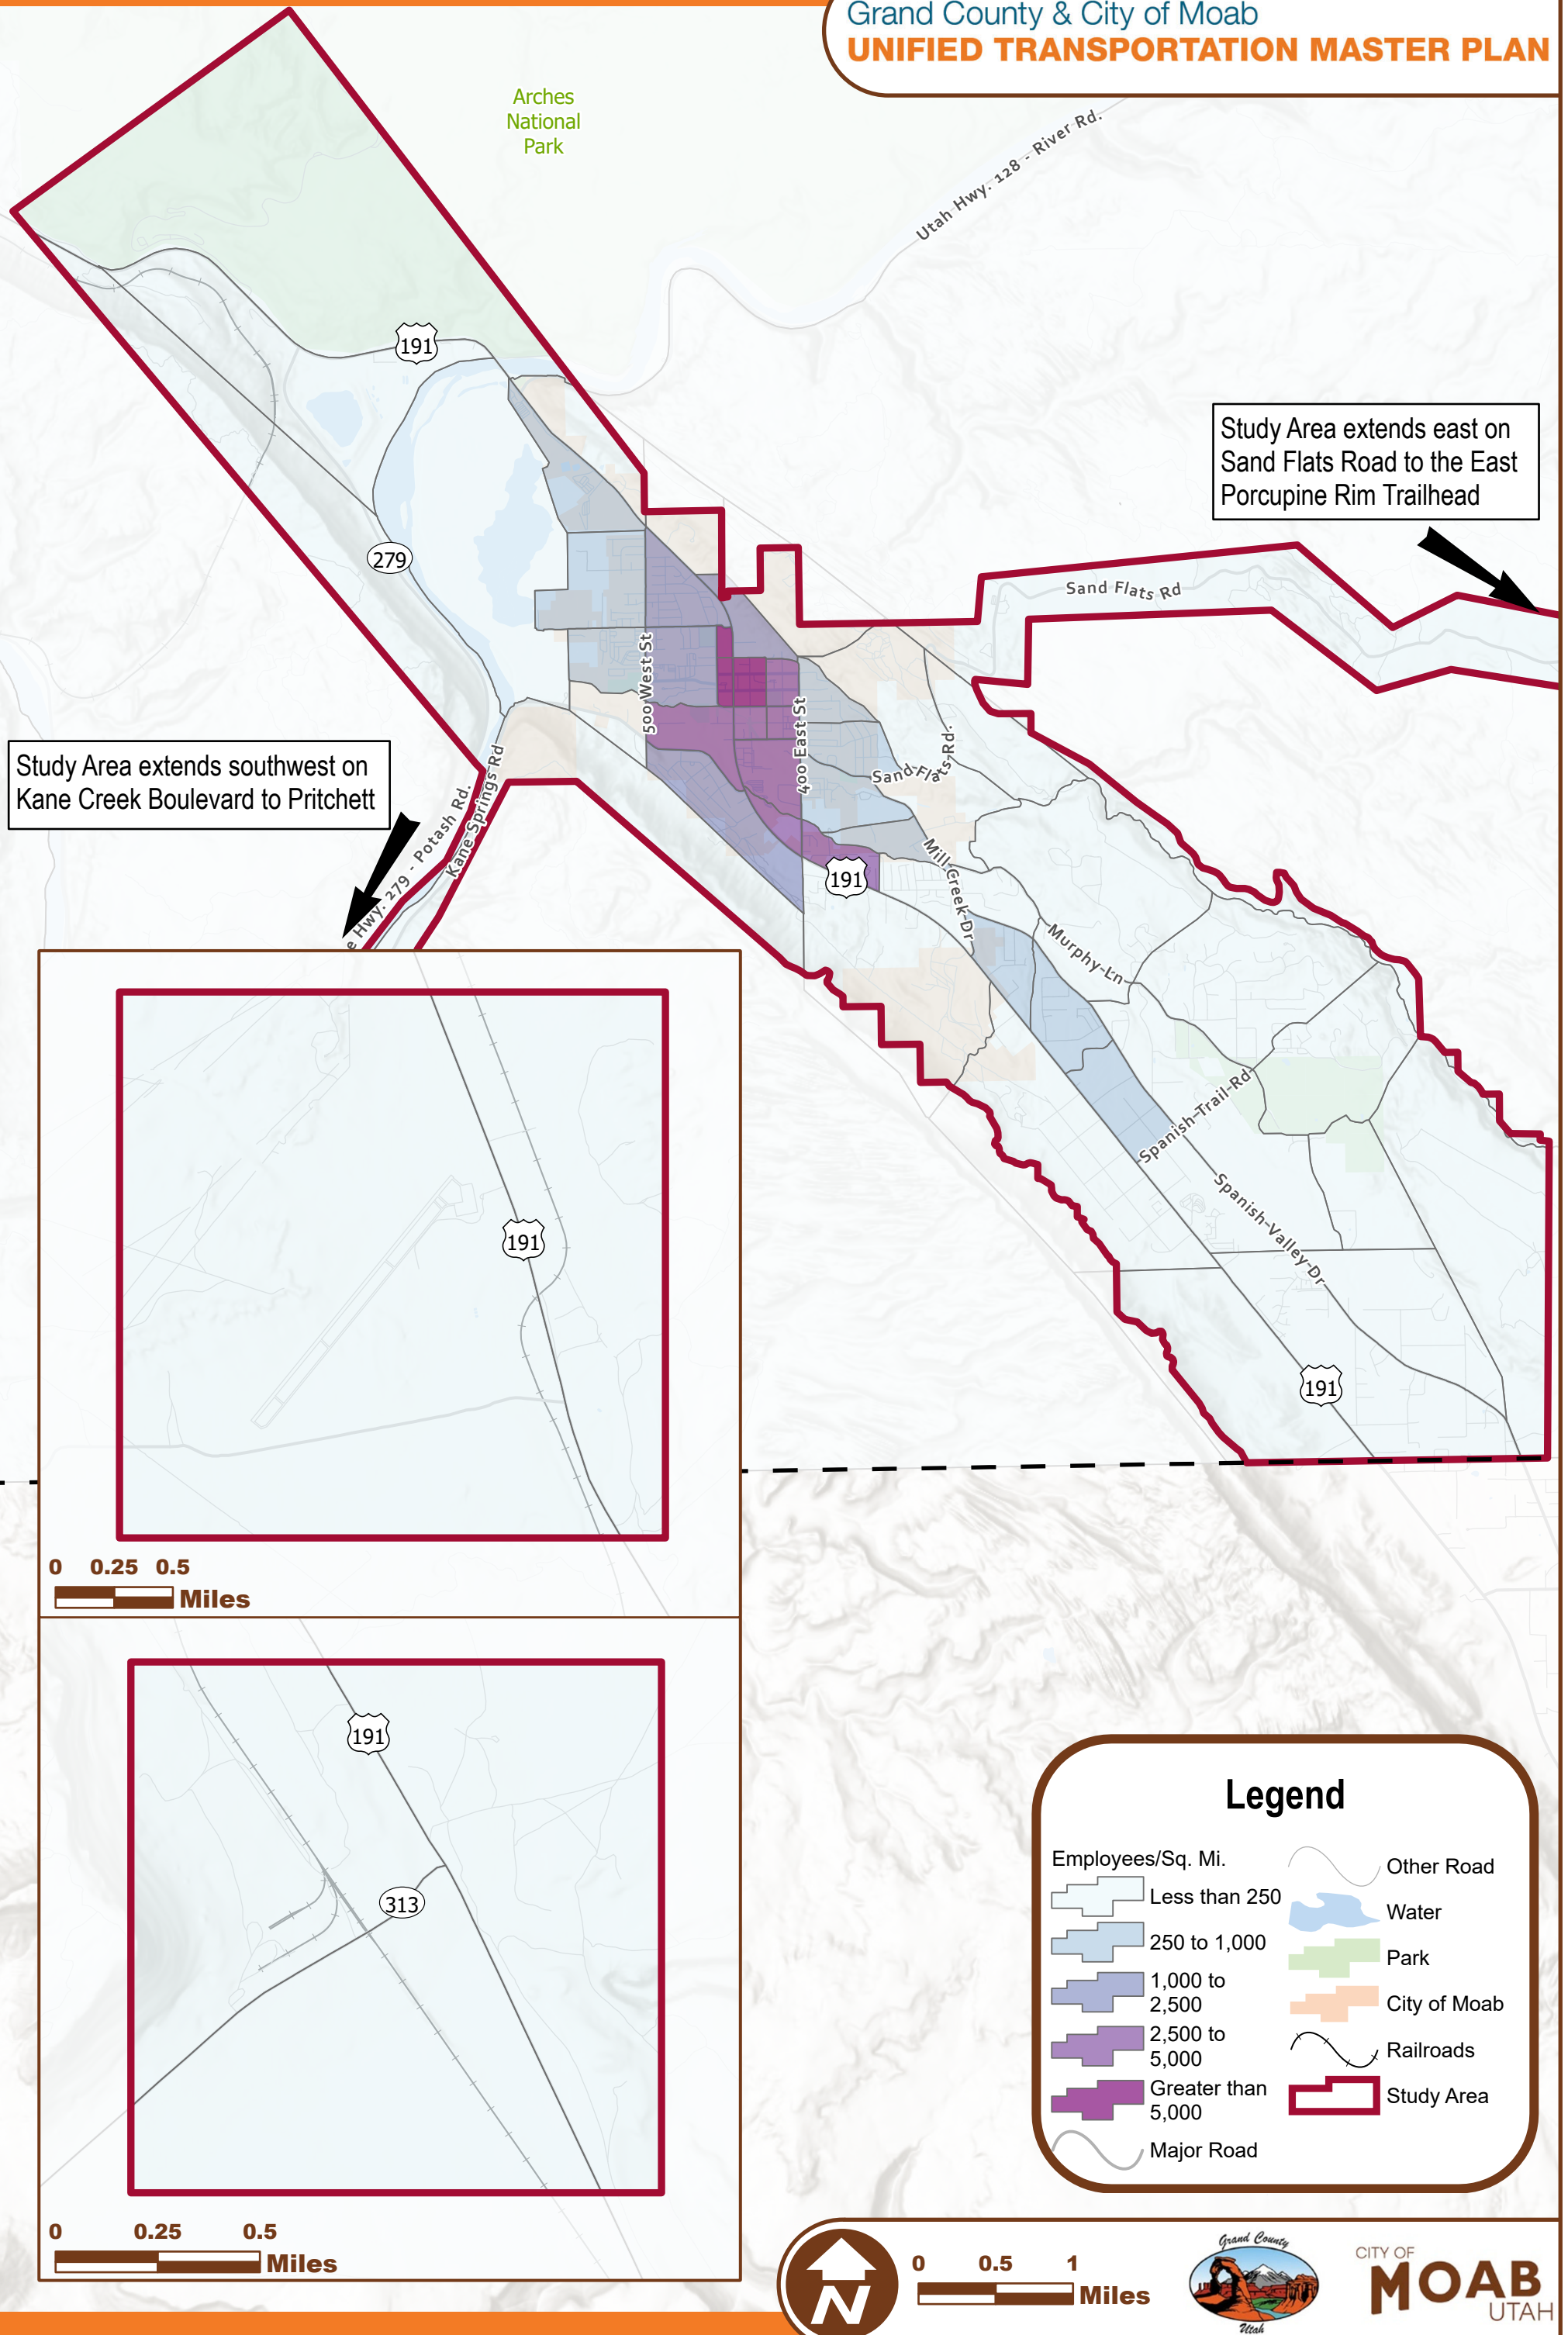 Grand County & City of Moab
UNIFIED TRANSPORTATION MASTER PLAN
Arches
National
Park
Utah Hwy. 128 - River Rd.
191
Study Area extends east on
Sand Flats Road to the East
Porcupine Rim Trailhead
279
Sand Flats Rd
500 West St
400 East St
Sand Flats Rd.
Study Area extends southwest on
Kane Creek Boulevard to Pritchett
e Hwy. 279 - Potash Rd.
Kane Springs Rd
191
Mill Creek Dr
Murphy Ln
Spanish Trail Rd
Spanish Valley Dr
191
191
0 0.25 0.5
Miles
191
313
0 0.25 0.5
Miles
Legend
Employees/Sq. Mi.
Less than 250
250 to 1,000
1,000 to
2,500
2,500 to
5,000
Greater than
5,000
Major Road
Other Road
Water
Park
City of Moab
Railroads
Study Area
N
0 0.5 1
Miles
Grand County
Utah
CITY OF
MOAB
UTAH